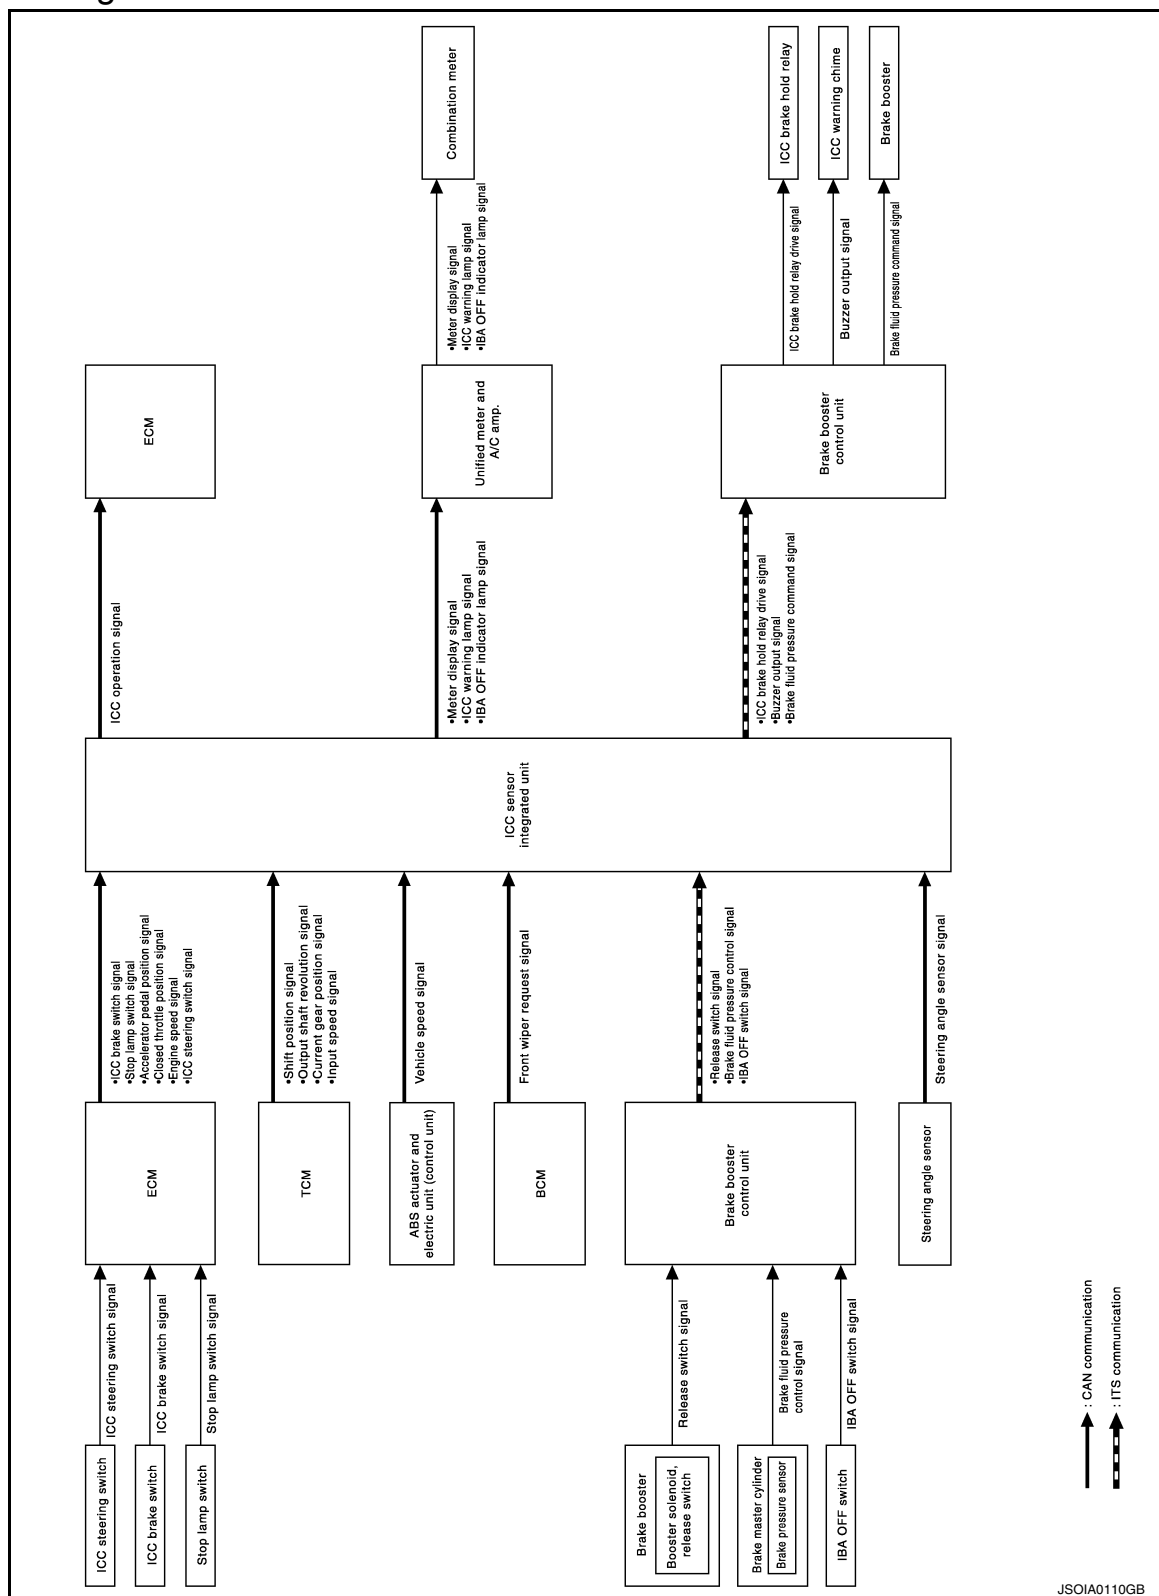 ICC steering switch
ICC brake switch
Stop lamp switch
ICC steering switch signal
ICC brake switch signal
Stop lamp switch signal
ECM
•ICC brake switch signal
•Stop lamp switch signal
•Accelerator pedal position signal
•Closed throttle position signal
•Engine speed signal
•ICC steering switch signal
TCM
•Shift position signal
•Output shaft revolution signal
•Current gear position signal
•Input speed signal
ABS actuator and
electric unit (control unit)
Vehicle speed signal
BCM
Front wiper request signal
Brake booster
Booster solenoid,
release switch
Release switch signal
Brake master cylinder
Brake pressure sensor
Brake fluid pressure
control signal
IBA OFF switch
IBA OFF switch signal
Brake booster
control unit
•Release switch signal
•Brake fluid pressure control signal
•IBA OFF switch signal
Steering angle sensor
Steering angle sensor signal
ICC sensor
integrated unit
ICC operation signal
ECM
•Meter display signal
•ICC warning lamp signal
•IBA OFF indicator lamp signal
Unified meter and
A/C amp.
•Meter display signal
•ICC warning lamp signal
•IBA OFF indicator lamp signal
Combination meter
•ICC brake hold relay drive signal
•Buzzer output signal
•Brake fluid pressure command signal
Brake booster
control unit
ICC brake hold relay drive signal
Buzzer output signal
Brake fluid pressure command signal
ICC brake hold relay
ICC warning chime
Brake booster
: CAN communication
: ITS communication
JSOIA0110GB